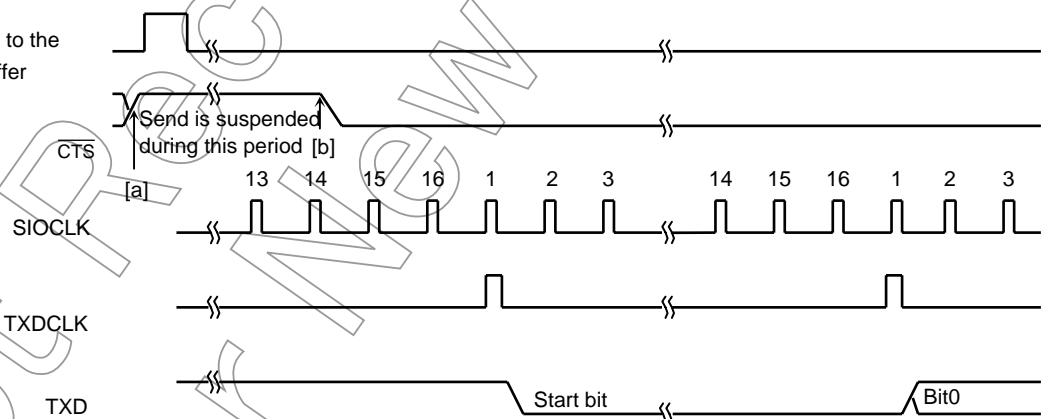 to the
ffer
Send is suspended
during this period [b]
CTS
[a]
13 14 15 16 1 2 3 14 15 16 1 2 3
SIOCLK
TXDCLK
TXD
Start bit
Bit0